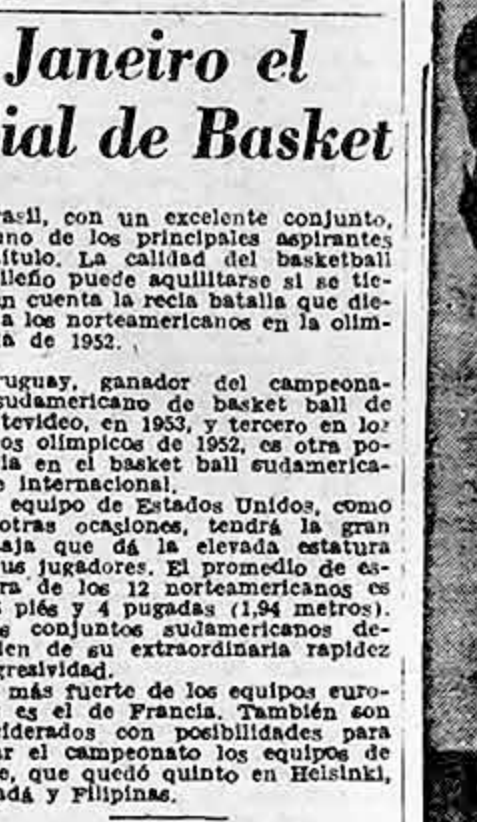 Janeiro el
ial de Basket
rasil, con un excelente conjunto,
uno de los principales aspirantes
ítulo. La calidad del basketball
ileño puede aquilitarse si se tie-
n cuenta la recia batalla que die-
a los norteamericanos en la olim-
a de 1952.
ruguay, ganador del campeona-
sudamericano de basket ball de
tevideo, en 1953, y tercero en los
os olímpicos de 1952, es otra po-
ia en el basket ball sudamerica-
e internacional.
equipo de Estados Unidos, como
otras ocasiones, tendrá la gran
aja que dá la elevada estatura
us jugadores. El promedio de es-
ra de los 12 norteamericanos es
piés y 4 pugadas (1,94 metros).
s conjuntos sudamericanos de-
den de su extraordinaria rapidez
gresividad.
más fuerte de los equipos euro-
es el de Francia. También son
iderados con posibilidades para
ar el campeonato los equipos de
e, que quedó quinto en Helsinki,
adá y Filipinas.